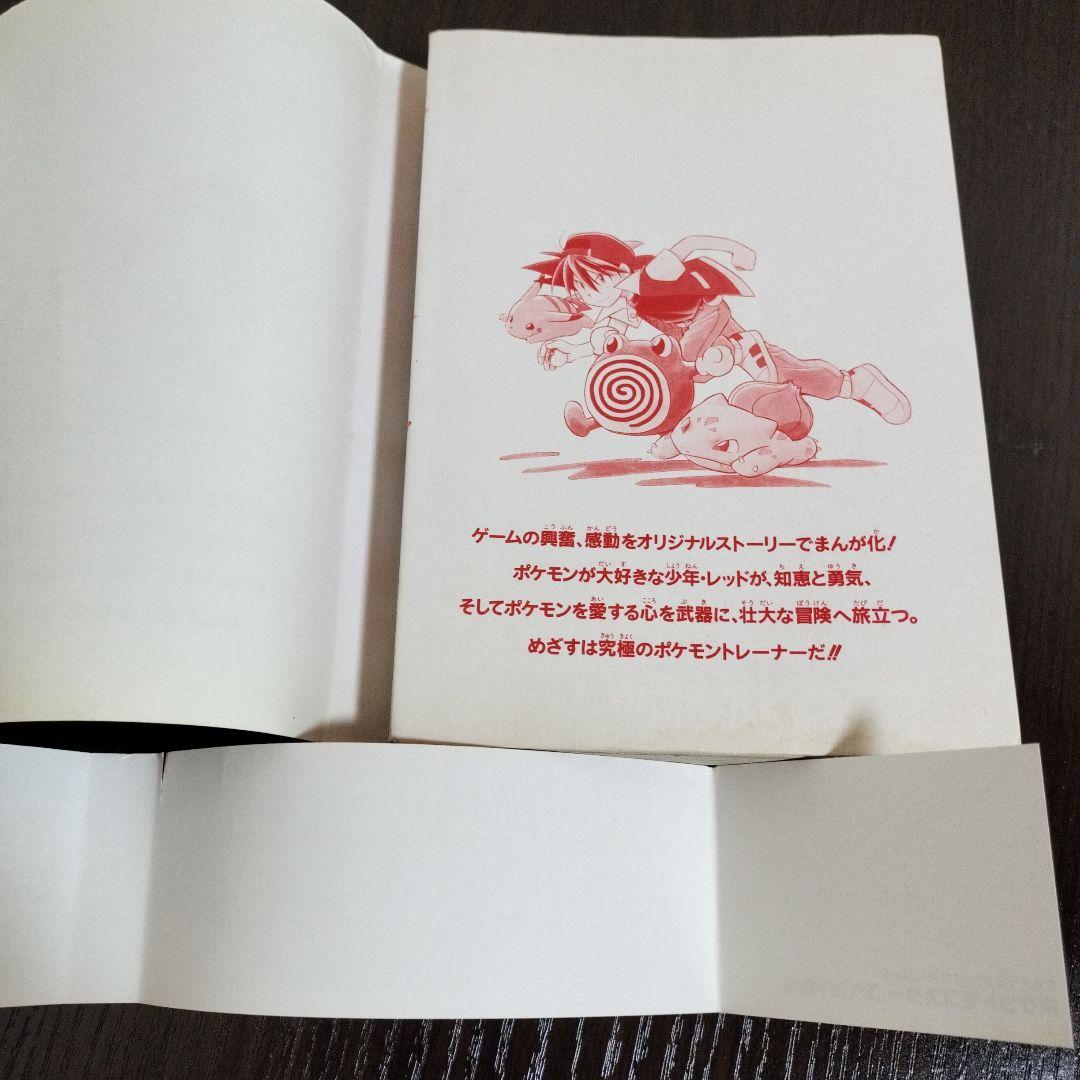 ゲームの興奮、感動をオリジナルストーリーでまんが化！
ポケモンが大好きな少年・レッドが、知恵と勇気、
そしてポケモンを愛する心を武器に、壮大な冒険へ旅立つ。
めざすは究極のポケモントレーナーだ!!